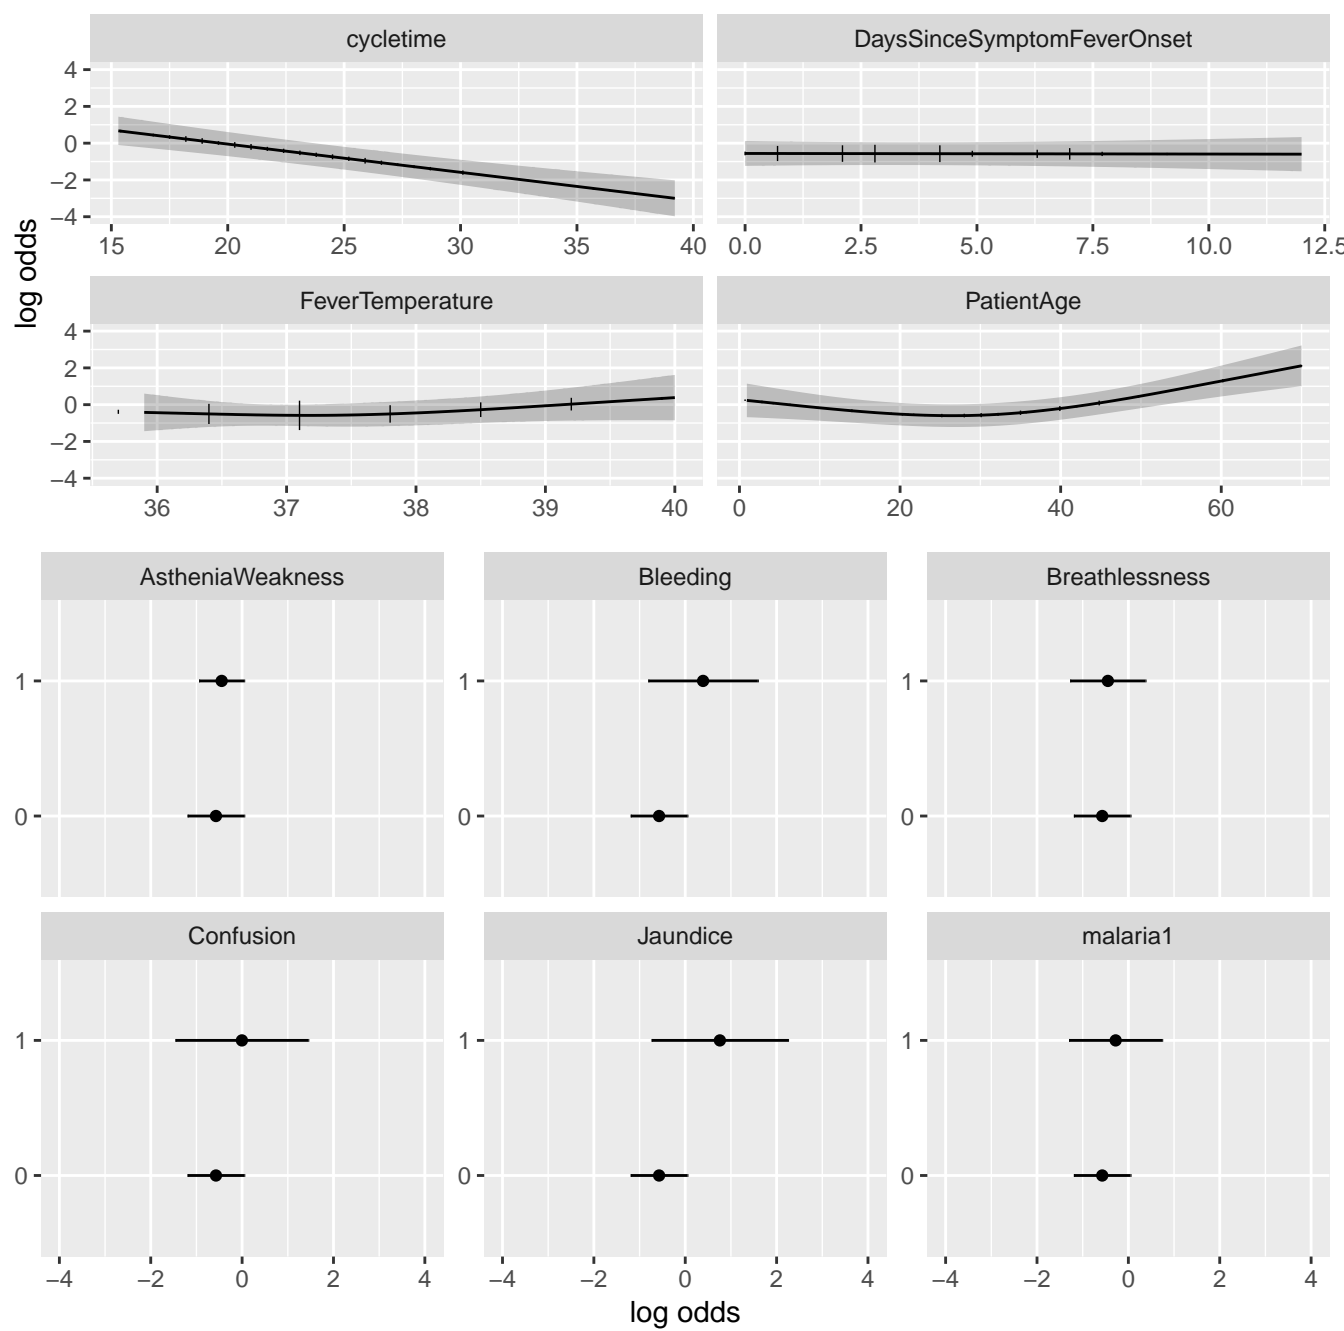 cycletime DaysSinceSymptomFeverOnset
4
2
0
−2
−4
15 20 25 30 35 40 0.0 2.5 5.0 7.5 10.0 12.5
log odds
FeverTemperature PatientAge
4
2
0
−2
−4
36 37 38 39 40 0 20 40 60
AstheniaWeakness Bleeding Breathlessness
1 1 1
0 0 0
Confusion Jaundice malaria1
1 1 1
0 0 0
−4 −2 0 2 4 −4 −2 0 2 4 −4 −2 0 2 4
log odds